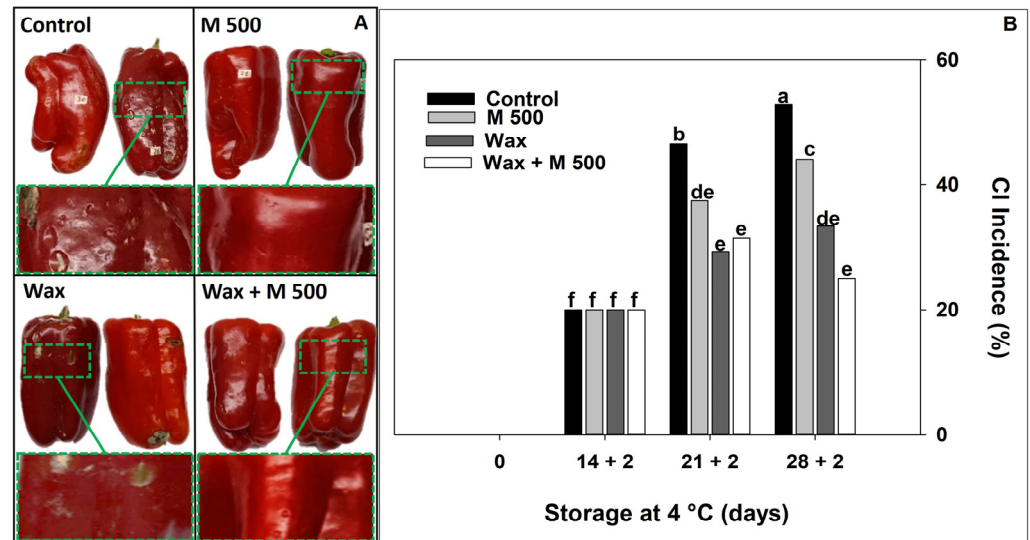 Control
M 500
A
Wax
Wax + M 500
B
Control
M 500
Wax
Wax + M 500
60
40
20
0
CI Incidence (%)
f f f f
b
de
e
e
a
c
de
e
0
14 + 2
21 + 2
28 + 2
Storage at 4 °C (days)